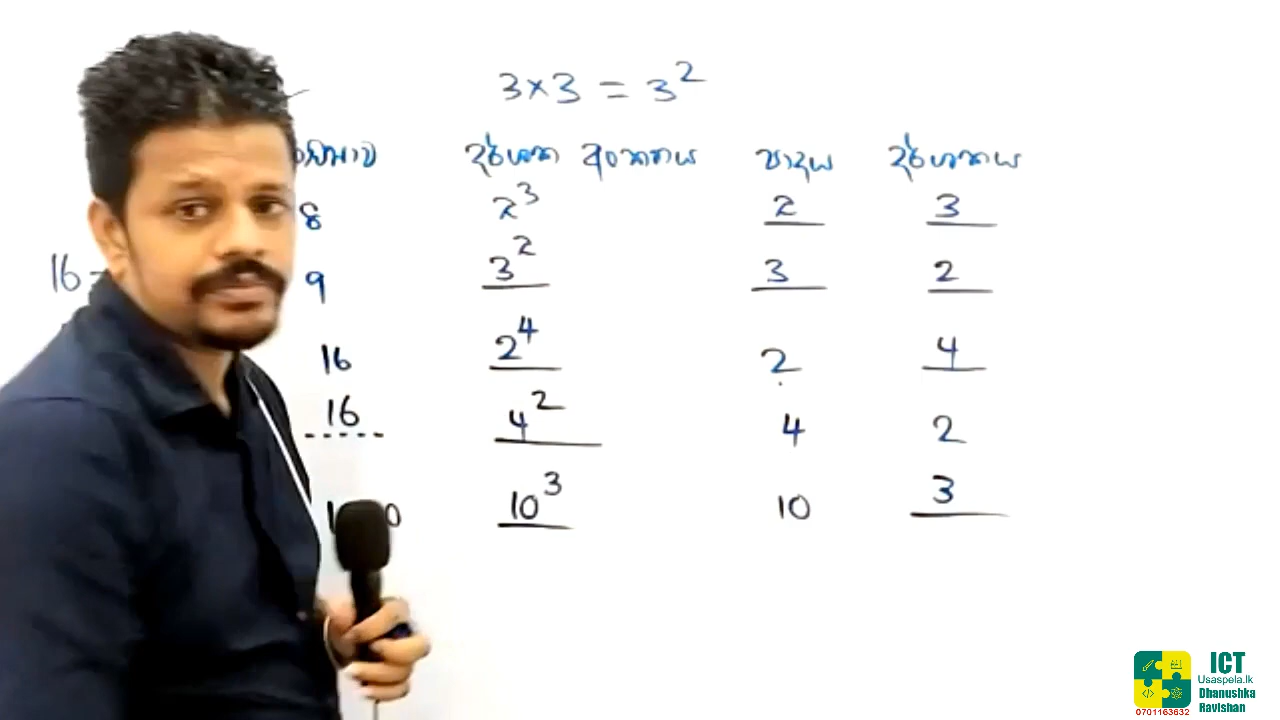 3×3 = 3²
දර්ශක අංකනය පාදය දර්ශකය
8 2³ 2 3
16 - 9 3² 3 2
16 2⁴ 2 4
16 4² 4 2
10³ 10 3
ICT
Usaspela.lk
Dhanushka
Ravishan
0701163632